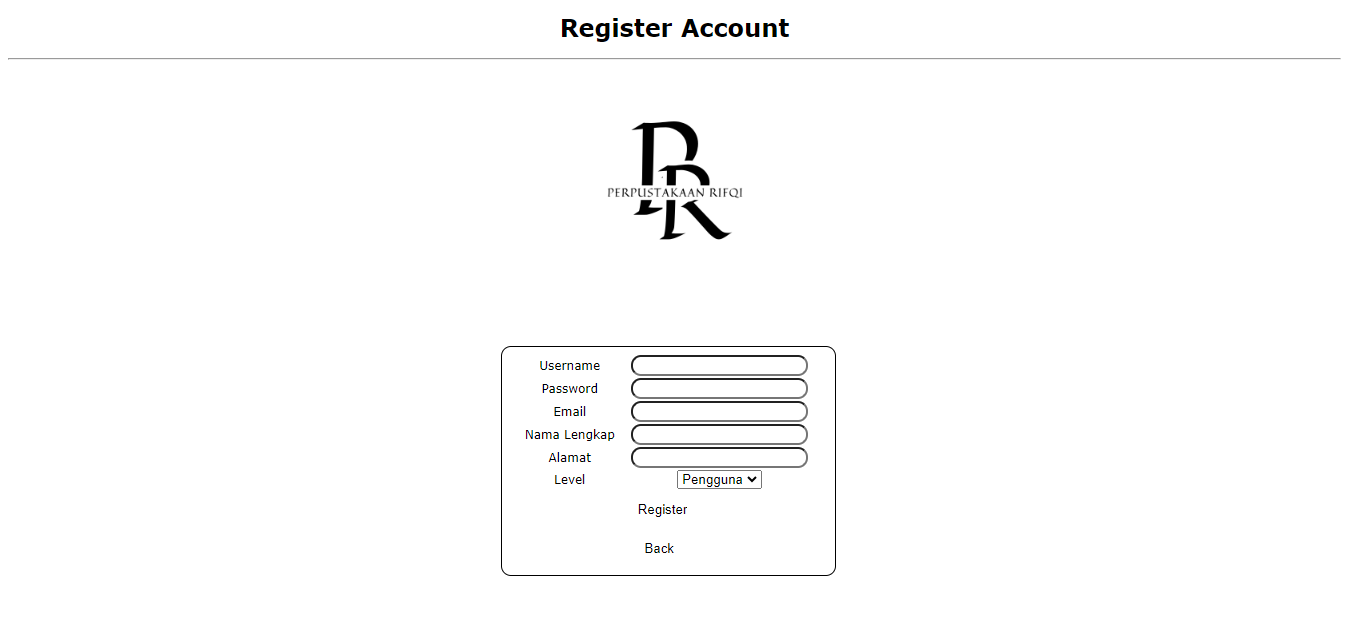 Register Account
PERPUSTAKAAN RIFQI
Username
Password
Email
Nama Lengkap
Alamat
Level Pengguna
Register
Back